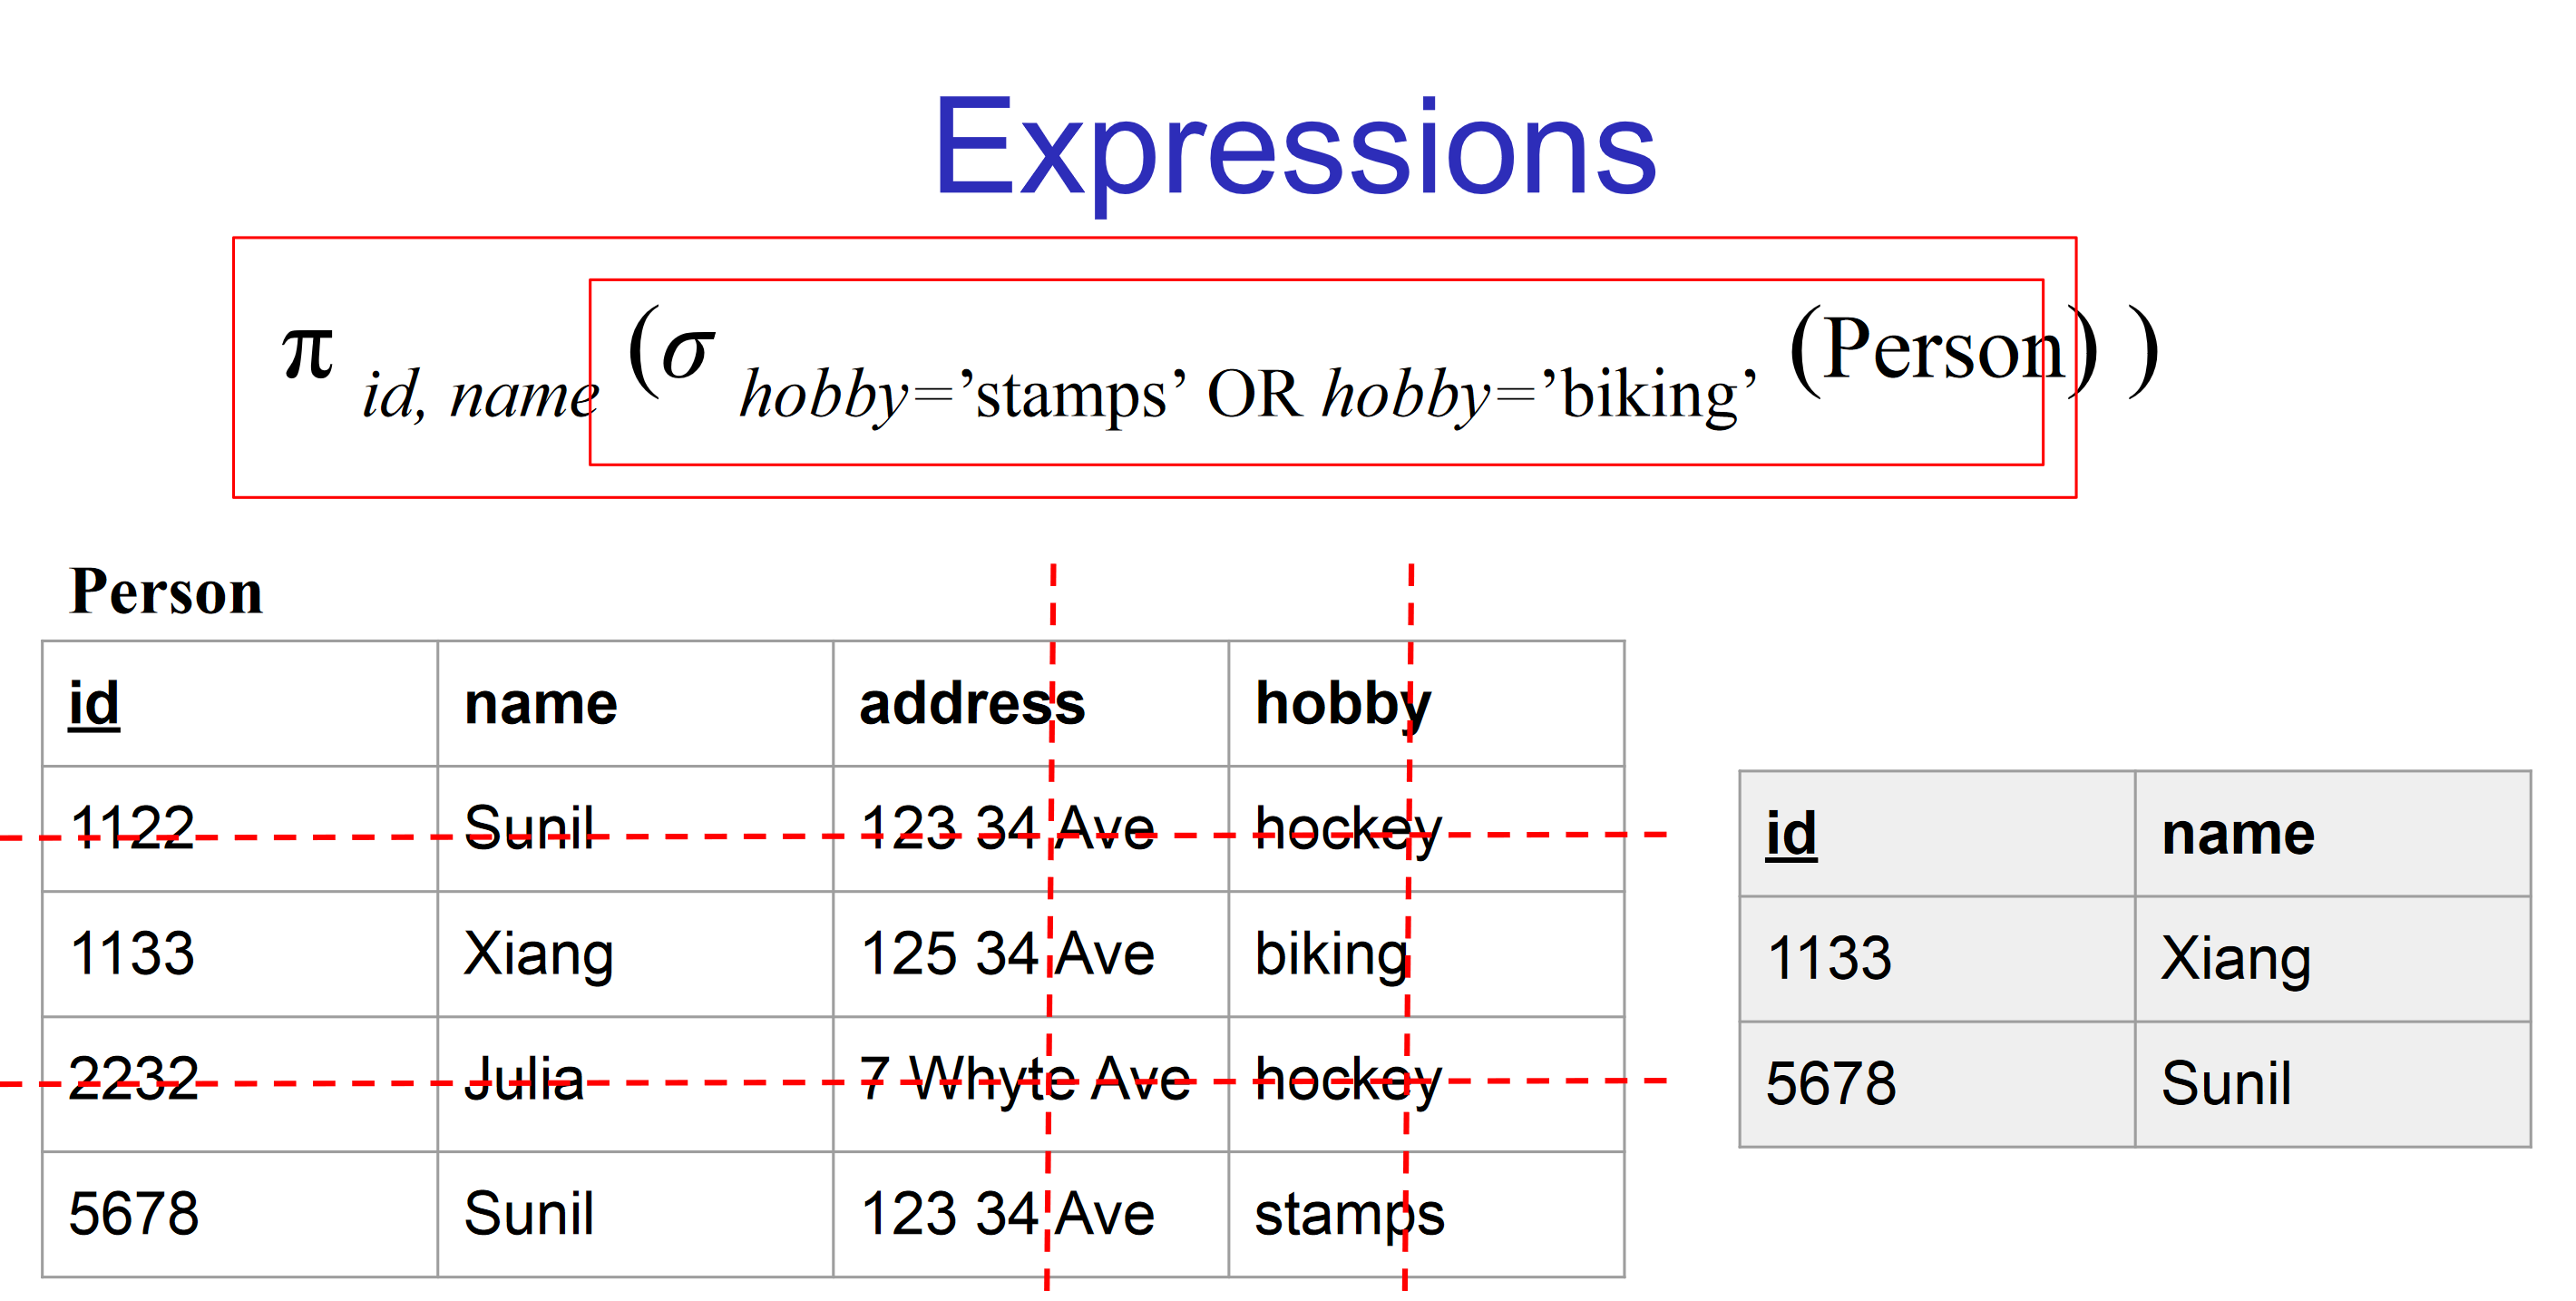 Expressions
π id, name (σ hobby=’stamps’ OR hobby=’biking’ (Person) )
Person
id name address hobby
1122 Sunil 123 34 Ave hockey
1133 Xiang 125 34 Ave biking
2232 Julia 7 Whyte Ave hockey
5678 Sunil 123 34 Ave stamps
id name
1133 Xiang
5678 Sunil